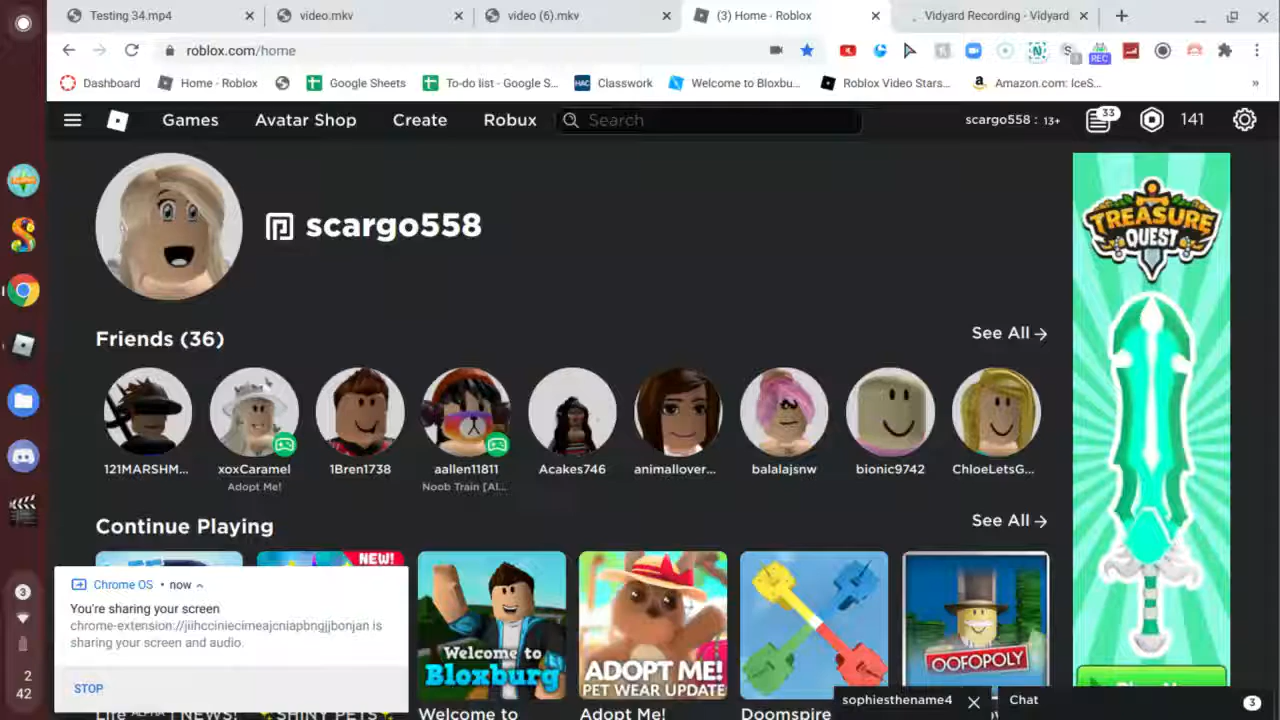 Testing 34.mp4
video.mkv
video (6).mkv
(3) Home - Roblox
Vidyard Recording - Vidyard
roblox.com/home
REC
Dashboard
Home - Roblox
Google Sheets
To-do list - Google S...
HAC
Classwork
Welcome to Bloxbu...
Roblox Video Stars...
Amazon.com: IceS...
»
Games
Avatar Shop
Create
Robux
Search
scargo558 : 13+
33
141
scargo558
TREASURE
QUEST
Friends (36)
See All
121MARSHM...
xoxCaramel
1Bren1738
aallen11811
Acakes746
animallover...
balalajsnw
bionic9742
ChloeLetsG...
Adopt Me!
Noob Train [Al...
Continue Playing
See All
NEW!
Chrome OS • now
You're sharing your screen
chrome-extension://jiihcciniecimeajcniapbngjjbonjan is
sharing your screen and audio.
STOP
Welcome to
Bloxburg
ADOPT ME!
PET WEAR UPDATE
OOFOPOLY
3
2
42
sophiesthename4
Chat
3
Welcome to
Adopt Me!
Doomspire